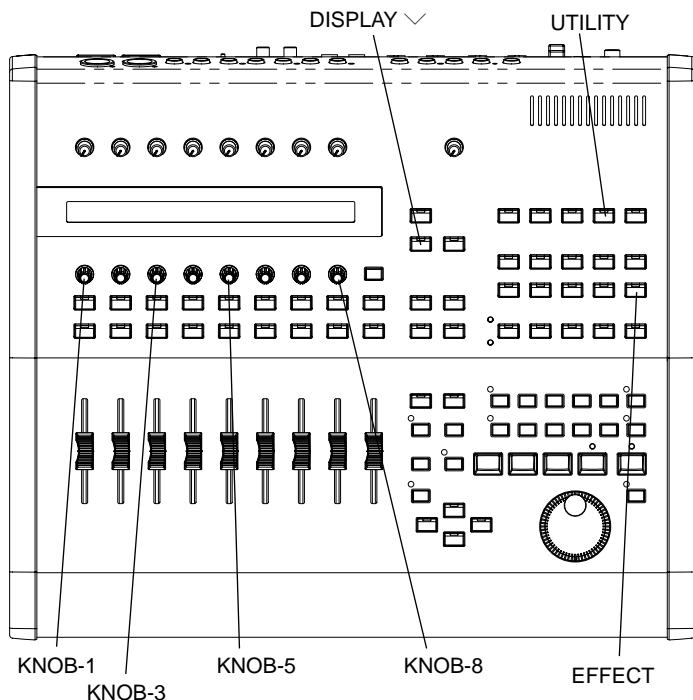 DISPLAY ∨
UTILITY
KNOB-1
KNOB-3
KNOB-5
KNOB-8
EFFECT